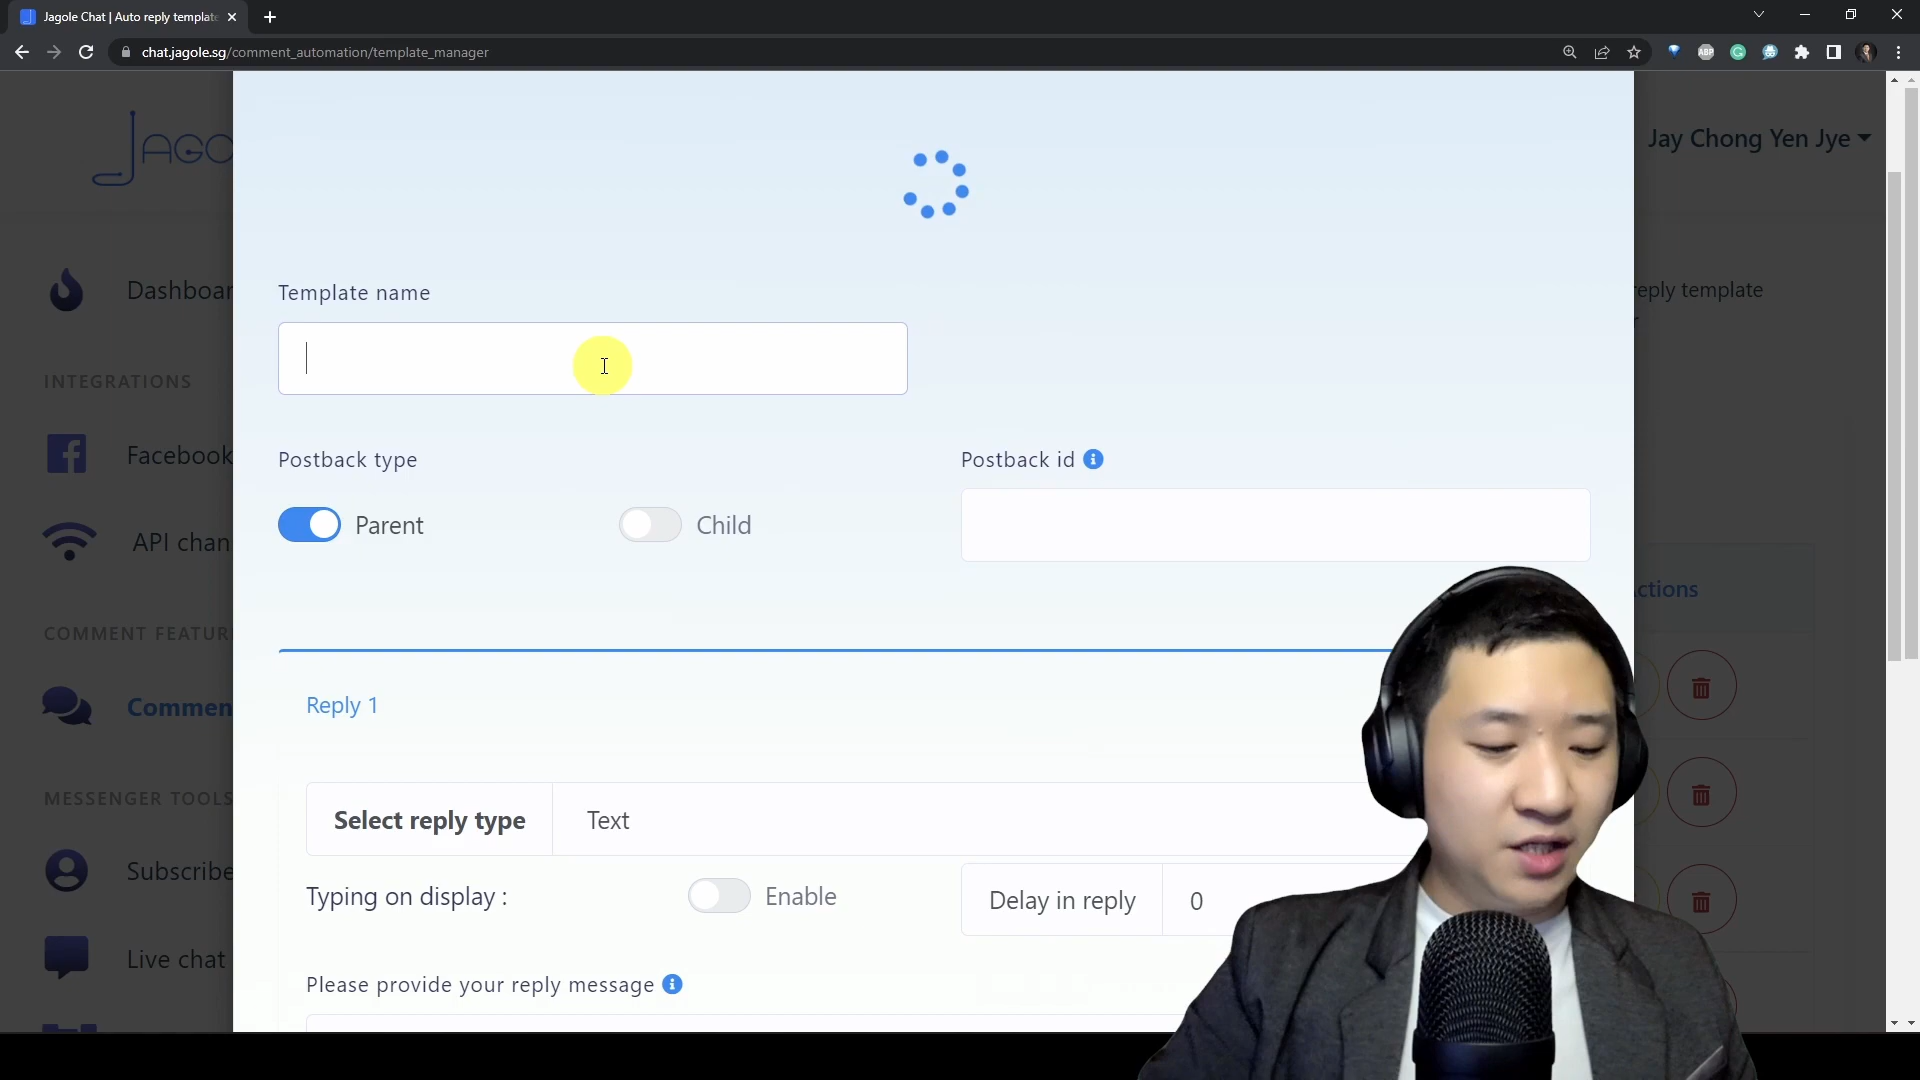 Jagole Chat | Auto reply template
chat.jagole.sg/comment_automation/template_manager
ABP
JAGO
Jay Chong Yen Jye
Template name
Dashboar
reply template
INTEGRATIONS
Facebook
Postback type
Postback id
Parent
Child
API chan
Actions
COMMENT FEATUR
Commen
Reply 1
MESSENGER TOOLS
Select reply type
Text
Subscribe
Typing on display :
Enable
Delay in reply
0
Live chat
Please provide your reply message